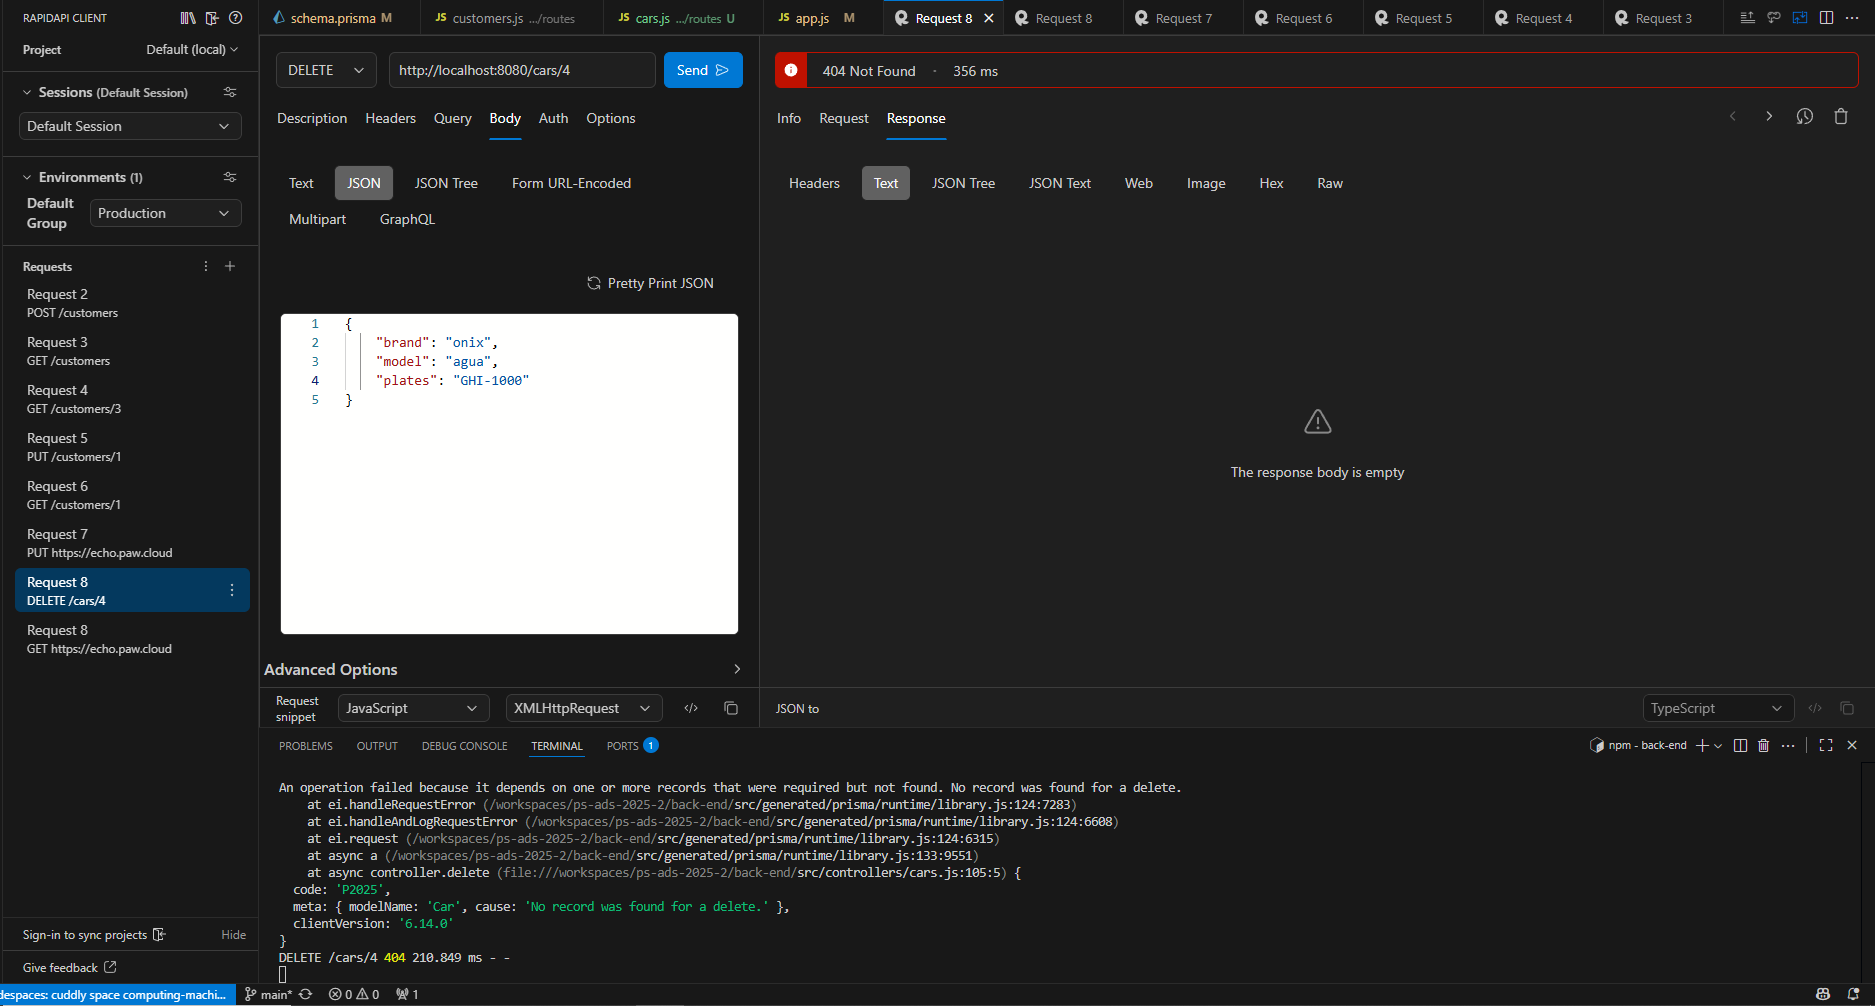 RAPIDAPI CLIENT
Project
Default (local)
Sessions (Default Session)
Default Session
Environments (1)
Default Group
Production
Requests
Request 2
POST /customers
Request 3
GET /customers
Request 4
GET /customers/3
Request 5
PUT /customers/1
Request 6
GET /customers/1
Request 7
PUT https://echo.paw.cloud
Request 8
DELETE /cars/4
Request 8
GET https://echo.paw.cloud
Sign-in to sync projects
Hide
Give feedback
schema.prisma M
JS customers.js .../routes
JS cars.js .../routes U
JS app.js M
Request 8
Request 8
Request 7
Request 6
Request 5
Request 4
Request 3
DELETE
http://localhost:8080/cars/4
Send
Description Headers Query Body Auth Options
Text JSON JSON Tree Form URL-Encoded
Multipart GraphQL
Pretty Print JSON
1 {
2 "brand": "onix",
3 "model": "agua",
4 "plates": "GHI-1000"
5 }
Advanced Options
Request snippet
JavaScript
XMLHttpRequest
404 Not Found · 356 ms
Info Request Response
Headers Text JSON Tree JSON Text Web Image Hex Raw
The response body is empty
JSON to
TypeScript
PROBLEMS OUTPUT DEBUG CONSOLE TERMINAL PORTS 1
npm - back-end
An operation failed because it depends on one or more records that were required but not found. No record was found for a delete.
at ei.handleRequestError (/workspaces/ps-ads-2025-2/back-end/src/generated/prisma/runtime/library.js:124:7283)
at ei.handleAndLogRequestError (/workspaces/ps-ads-2025-2/back-end/src/generated/prisma/runtime/library.js:124:6608)
at ei.request (/workspaces/ps-ads-2025-2/back-end/src/generated/prisma/runtime/library.js:124:6315)
at async a (/workspaces/ps-ads-2025-2/back-end/src/generated/prisma/runtime/library.js:133:9551)
at async controller.delete (file:///workspaces/ps-ads-2025-2/back-end/src/controllers/cars.js:105:5) {
code: 'P2025',
meta: { modelName: 'Car', cause: 'No record was found for a delete.' },
clientVersion: '6.14.0'
}
DELETE /cars/4 404 210.849 ms - -
despaces: cuddly space computing-machi...
main*
0 0
1